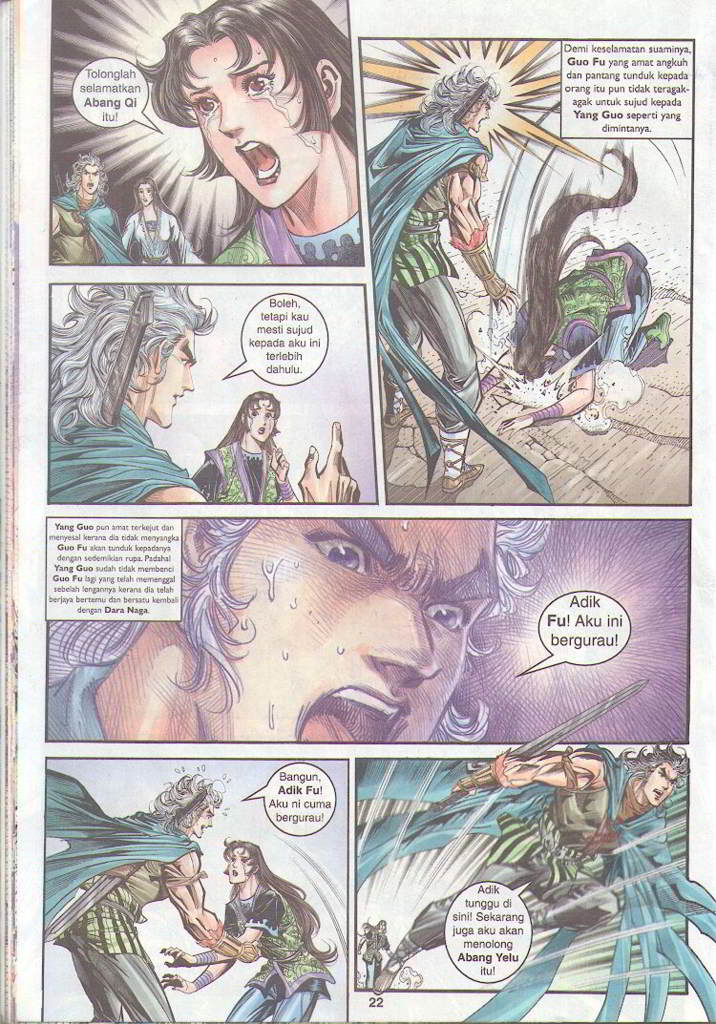 Tolonglah
selamatkan
Abang Qi
itu!
Demi keselamatan suaminya,
Guo Fu yang amat angkuh
dan pantang tunduk kepada
orang itu pun tidak teragak-
agak untuk sujud kepada
Yang Guo seperti yang
dimintanya.
Boleh,
tetapi kau
mesti sujud
kepada aku ini
terlebih
dahulu.
Yang Guo pun amat terkejut dan
menyesal kerana dia tidak menyangka
Guo Fu akan tunduk kepadanya
dengan sedemikian rupa. Padahal
Yang Guo sudah tidak membenci
Guo Fu lagi yang telah memenggal
sebelah lengannya kerana dia telah
berjaya bertemu dan bersatu kembali
dengan Dara Naga.
Adik
Fu! Aku ini
bergurau!
Bangun,
Adik Fu!
Aku ni cuma
bergurau!
Adik
tunggu di
sini! Sekarang
juga aku akan
menolong
Abang Yelu
itu!
22